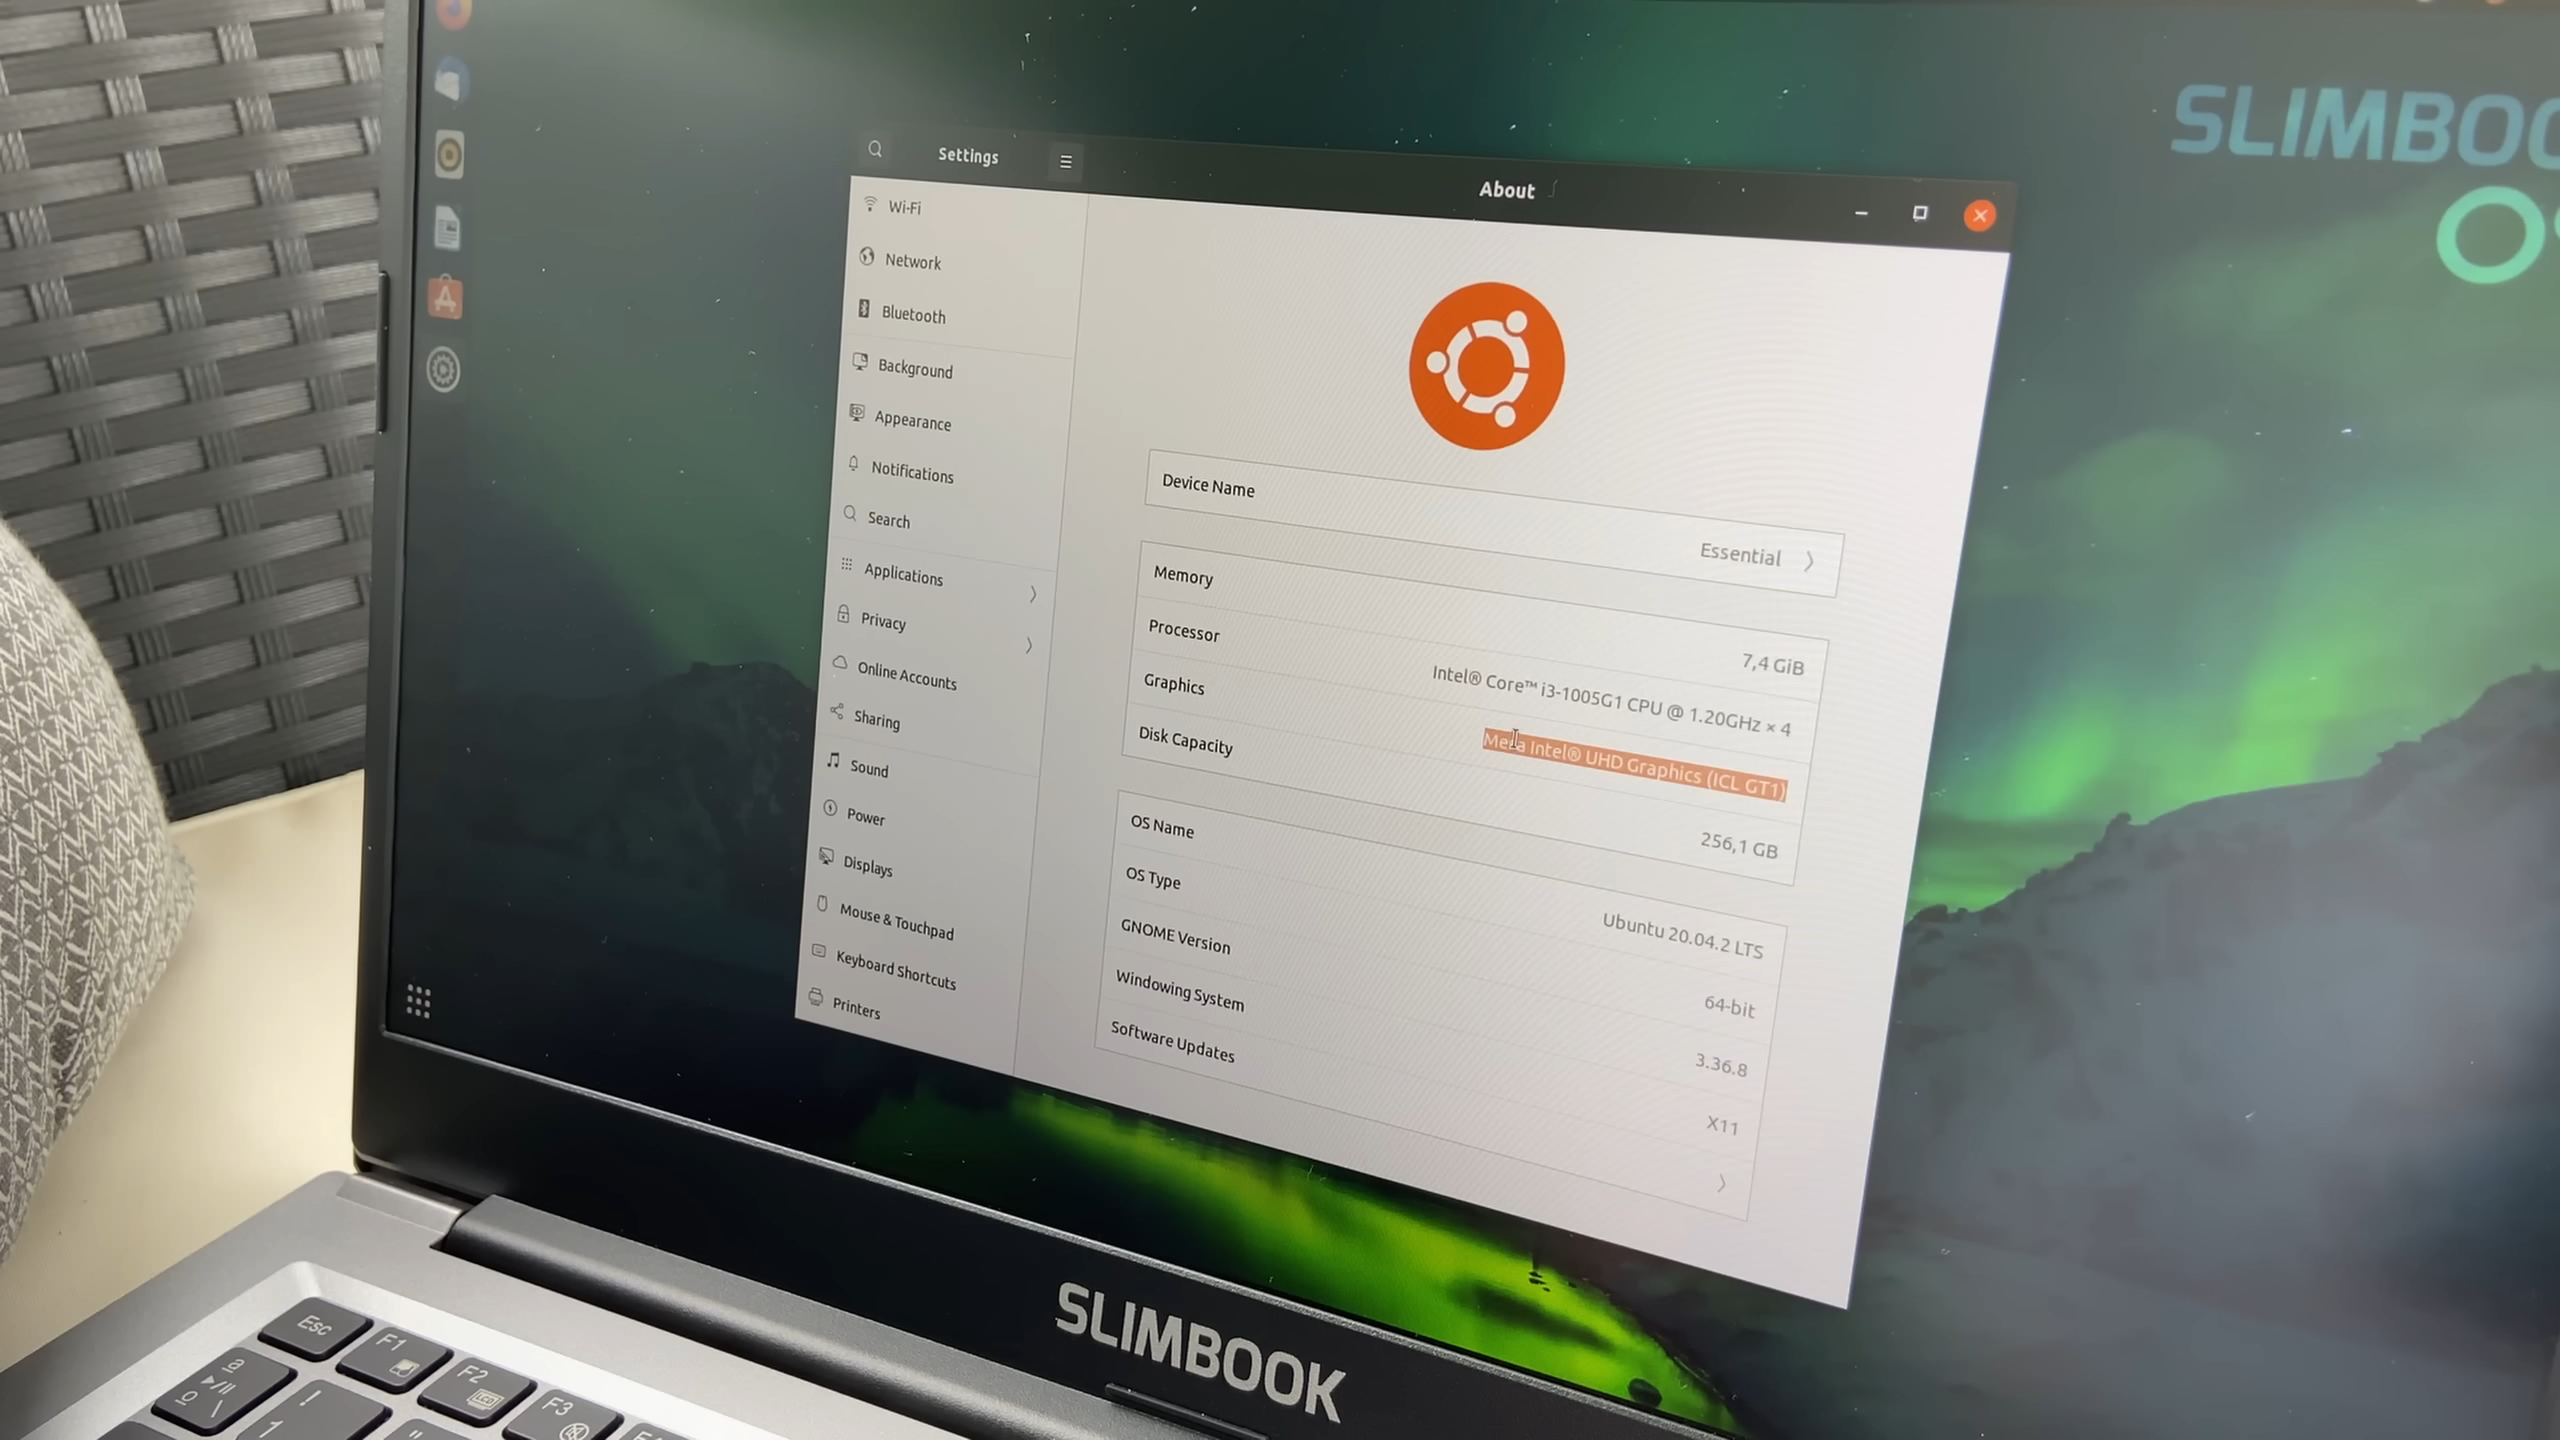 SLIMBOO
Settings
About
Wi-Fi
Network
Bluetooth
Background
Appearance
Notifications
Search
Applications
Privacy
Online Accounts
Sharing
Sound
Power
Displays
Mouse & Touchpad
Keyboard Shortcuts
Printers
Device Name
Essential
Memory
7,4 GiB
Processor
Intel® Core™ i3-1005G1 CPU @ 1.20GHz × 4
Graphics
Mesa Intel® UHD Graphics (ICL GT1)
Disk Capacity
256,1 GB
OS Name
Ubuntu 20.04.2 LTS
OS Type
64-bit
GNOME Version
3.36.8
Windowing System
X11
Software Updates
SLIMBOOK
Esc
F1
F2
F3
ª
º \
!
1
"